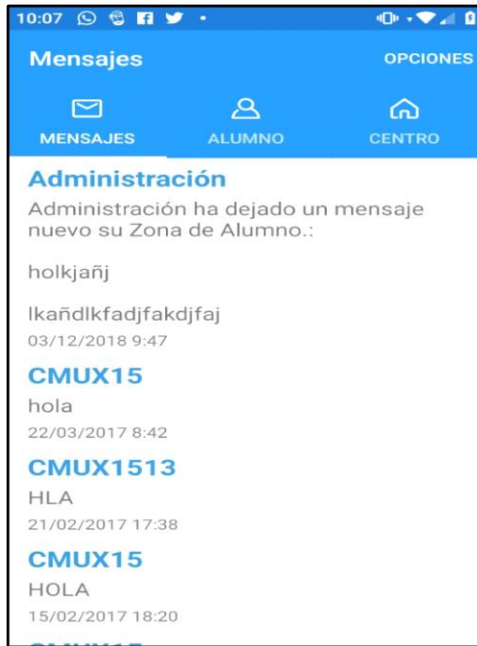 10:07
Mensajes OPCIONES
MENSAJES ALUMNO CENTRO
Administración
Administración ha dejado un mensaje
nuevo su Zona de Alumno.:
holkjañj
lkañdlkfadjfakdjfaj
03/12/2018 9:47
CMUX15
hola
22/03/2017 8:42
CMUX1513
HLA
21/02/2017 17:38
CMUX15
HOLA
15/02/2017 18:20